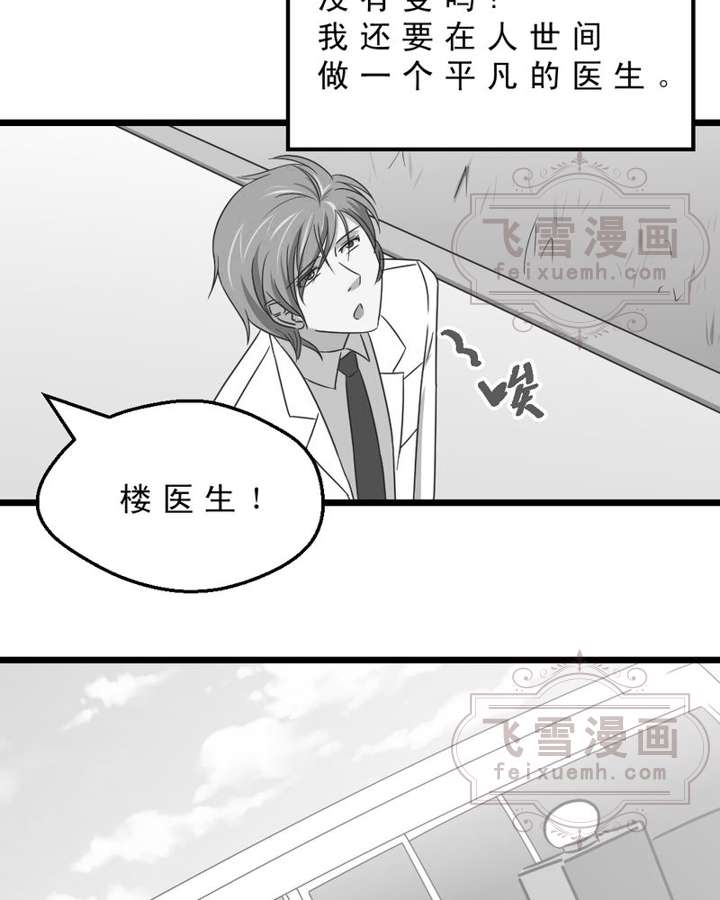 我还要在人世间
做一个平凡的医生。
飞雪漫画
feixuemh.com
唉
楼医生！
飞雪漫画
feixuemh.com